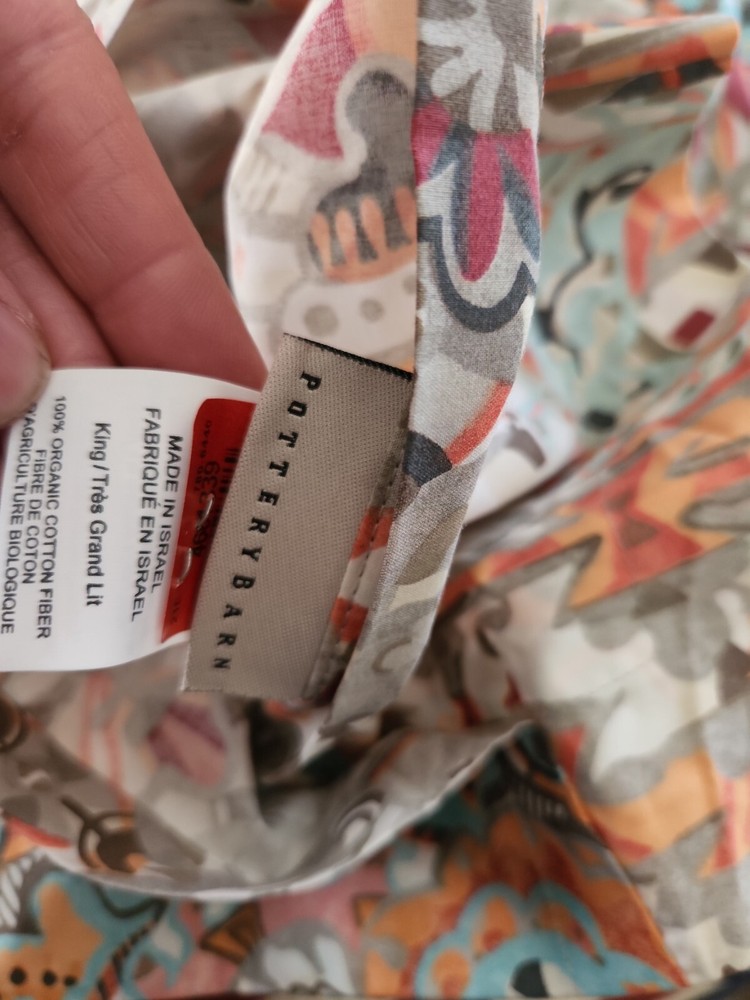 POTTERYBARN
MADE IN ISRAEL
FABRIQUÉ EN ISRAEL
King / Très Grand Lit
100% ORGANIC COTTON FIBER
FIBRE DE COTON
D'AGRICULTURE BIOLOGIQUE